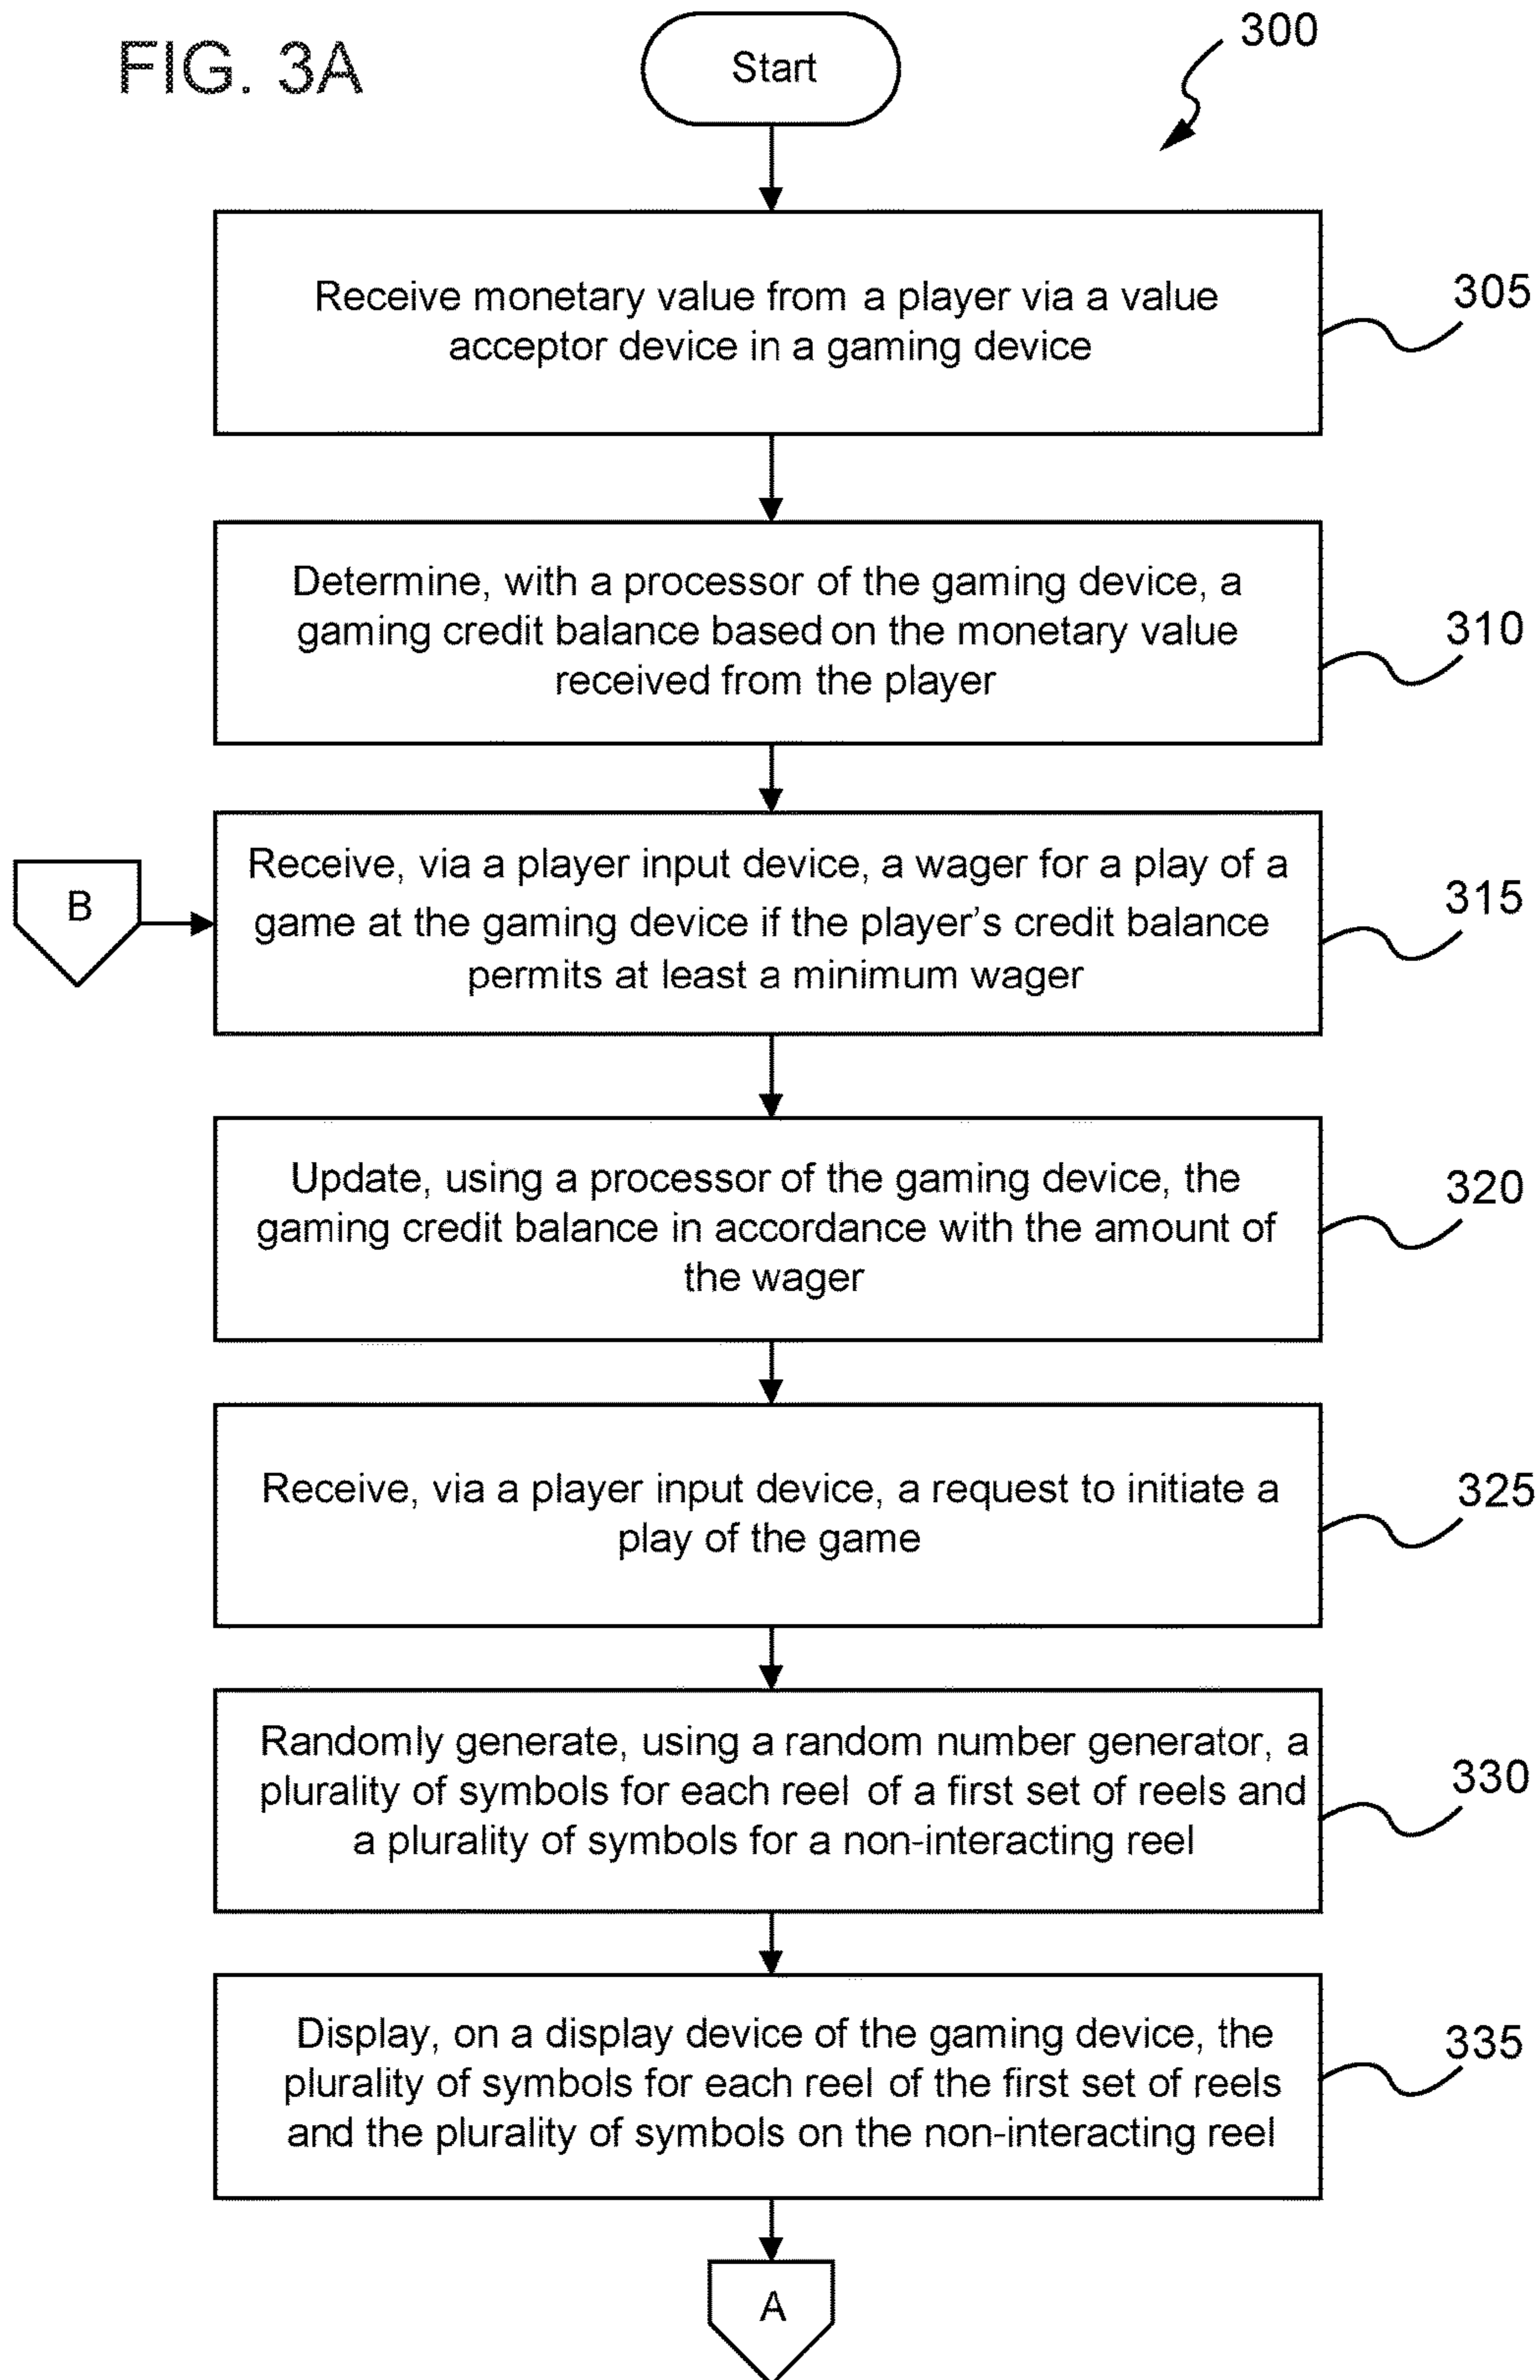 FIG. 3A
Start
300
Receive monetary value from a player via a value
acceptor device in a gaming device
305
Determine, with a processor of the gaming device, a
gaming credit balance based on the monetary value
received from the player
310
B
Receive, via a player input device, a wager for a play of a
game at the gaming device if the player's credit balance
permits at least a minimum wager
315
Update, using a processor of the gaming device, the
gaming credit balance in accordance with the amount of
the wager
320
Receive, via a player input device, a request to initiate a
play of the game
325
Randomly generate, using a random number generator, a
plurality of symbols for each reel of a first set of reels and
a plurality of symbols for a non-interacting reel
330
Display, on a display device of the gaming device, the
plurality of symbols for each reel of the first set of reels
and the plurality of symbols on the non-interacting reel
335
A